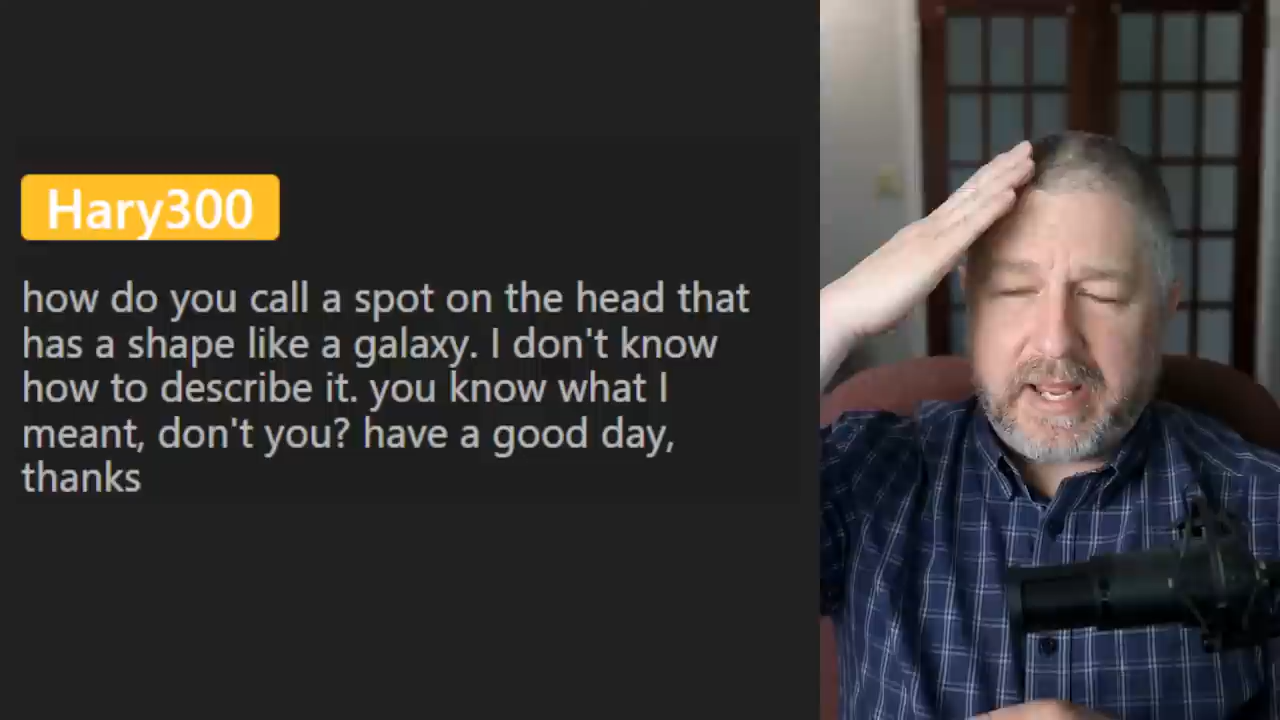 Hary300
how do you call a spot on the head that
has a shape like a galaxy. I don't know
how to describe it. you know what I
meant, don't you? have a good day,
thanks